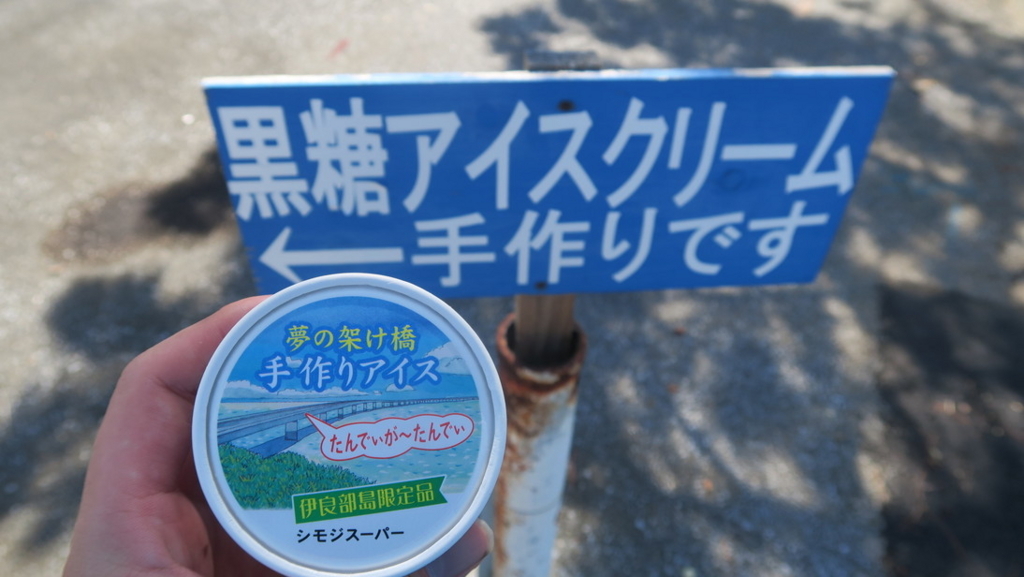 黒糖アイスクリーム
←手作りです
夢の架け橋
手作りアイス
たんでぃが〜たんでぃ
伊良部島限定品
シモジスーパー